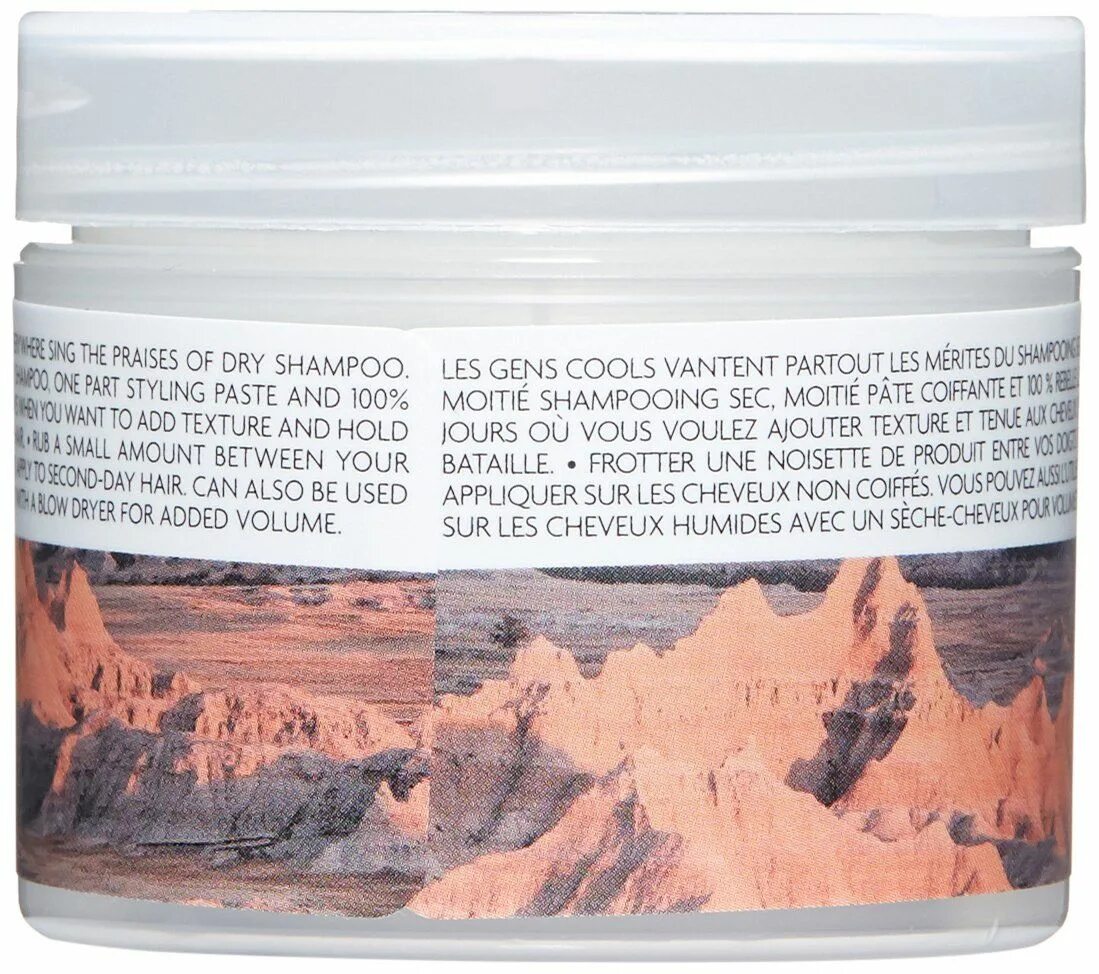 WHERE SING THE PRAISES OF DRY SHAMPOO.
SHAMPOO, ONE PART STYLING PASTE AND 100%
WHEN YOU WANT TO ADD TEXTURE AND HOLD
• RUB A SMALL AMOUNT BETWEEN YOUR
TO SECOND-DAY HAIR. CAN ALSO BE USED
A BLOW DRYER FOR ADDED VOLUME.
LES GENS COOLS VANTENT PARTOUT LES MÉRITES DU SHAMPOOING
MOITIÉ SHAMPOOING SEC, MOITIÉ PÂTE COIFFANTE ET 100 % REBELLE
JOURS OÙ VOUS VOULEZ AJOUTER TEXTURE ET TENUE AUX CHEVEUX
BATAILLE. • FROTTER UNE NOISETTE DE PRODUIT ENTRE VOS DOIGTS
APPLIQUER SUR LES CHEVEUX NON COIFFÉS. VOUS POUVEZ AUSSI
SUR LES CHEVEUX HUMIDES AVEC UN SÈCHE-CHEVEUX POUR